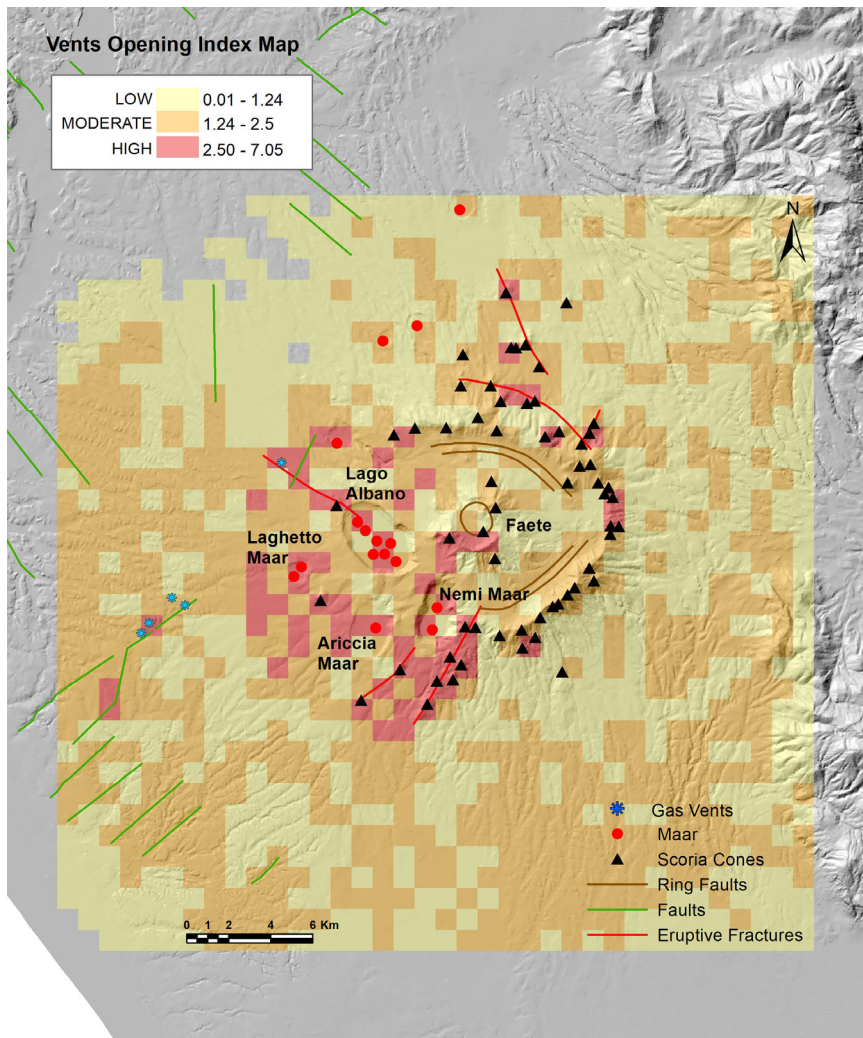 Vents Opening Index Map
LOW 0.01 - 1.24
MODERATE 1.24 - 2.5
HIGH 2.50 - 7.05
N
Lago
Albano
Faete
Laghetto
Maar
Nemi Maar
Ariccia
Maar
Gas Vents
Maar
Scoria Cones
Ring Faults
Faults
Eruptive Fractures
0 1 2 4 6 Km